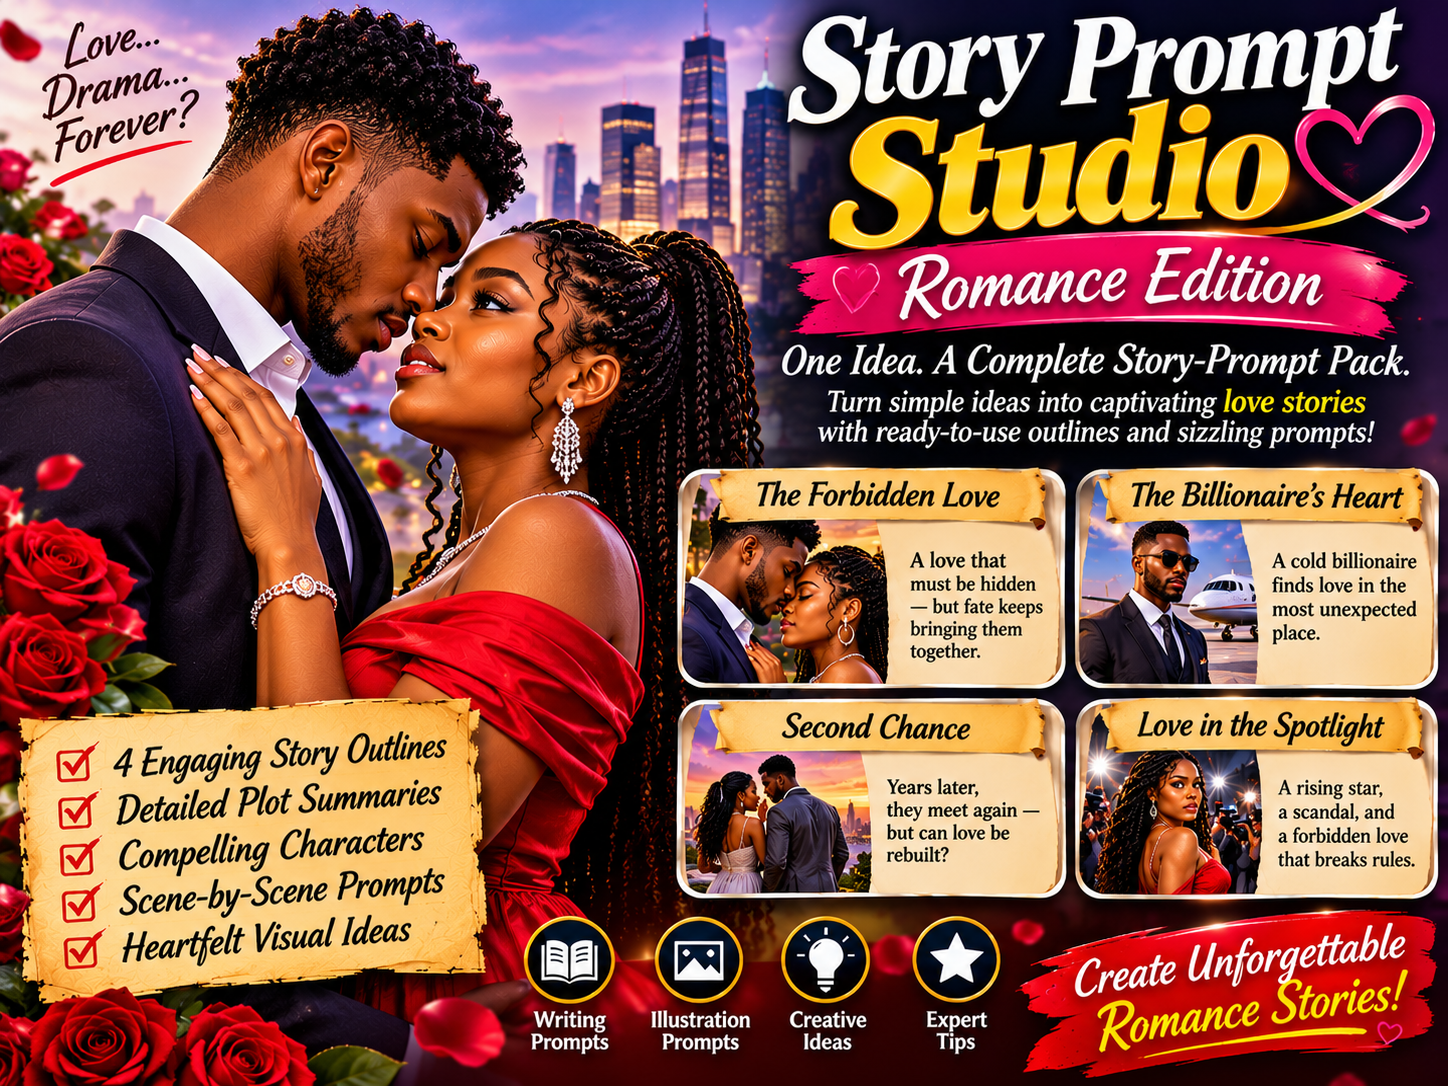 Love...
Drama...
Forever?
Story Prompt
Studio
Romance Edition
One Idea. A Complete Story-Prompt Pack.
Turn simple ideas into captivating love stories
with ready-to-use outlines and sizzling prompts!
The Forbidden Love
A love that
must be hidden
— but fate keeps
bringing them
together.
The Billionaire's Heart
A cold billionaire
finds love in the
most unexpected
place.
Second Chance
Years later,
they meet again —
but can love be
rebuilt?
Love in the Spotlight
A rising star,
a scandal, and
a forbidden love
that breaks rules.
4 Engaging Story Outlines
Detailed Plot Summaries
Compelling Characters
Scene-by-Scene Prompts
Heartfelt Visual Ideas
Writing
Prompts
Illustration
Prompts
Creative
Ideas
Expert
Tips
Create Unforgettable
Romance Stories!